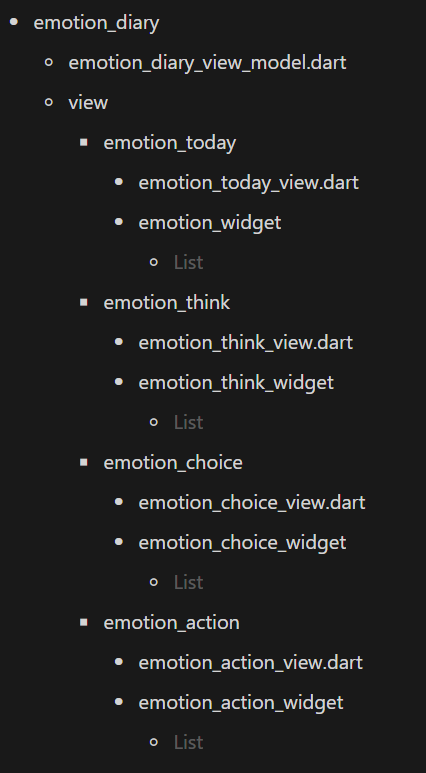 emotion_diary
emotion_diary_view_model.dart
view
emotion_today
emotion_today_view.dart
emotion_widget
List
emotion_think
emotion_think_view.dart
emotion_think_widget
List
emotion_choice
emotion_choice_view.dart
emotion_choice_widget
List
emotion_action
emotion_action_view.dart
emotion_action_widget
List